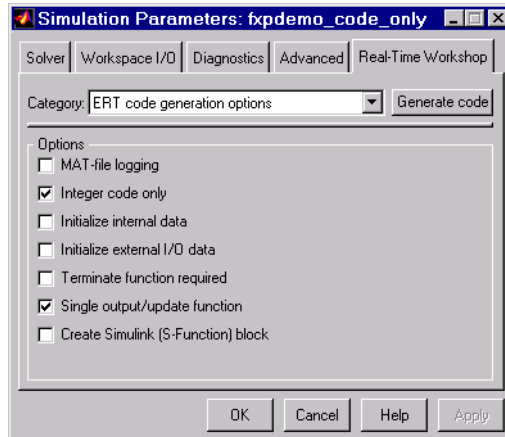 Simulation Parameters: fxpdemo_code_only
Solver Workspace I/O Diagnostics Advanced Real-Time Workshop
Category: ERT code generation options Generate code
Options
MAT-file logging
Integer code only
Initialize internal data
Initialize external I/O data
Terminate function required
Single output/update function
Create Simulink (S-Function) block
OK Cancel Help Apply